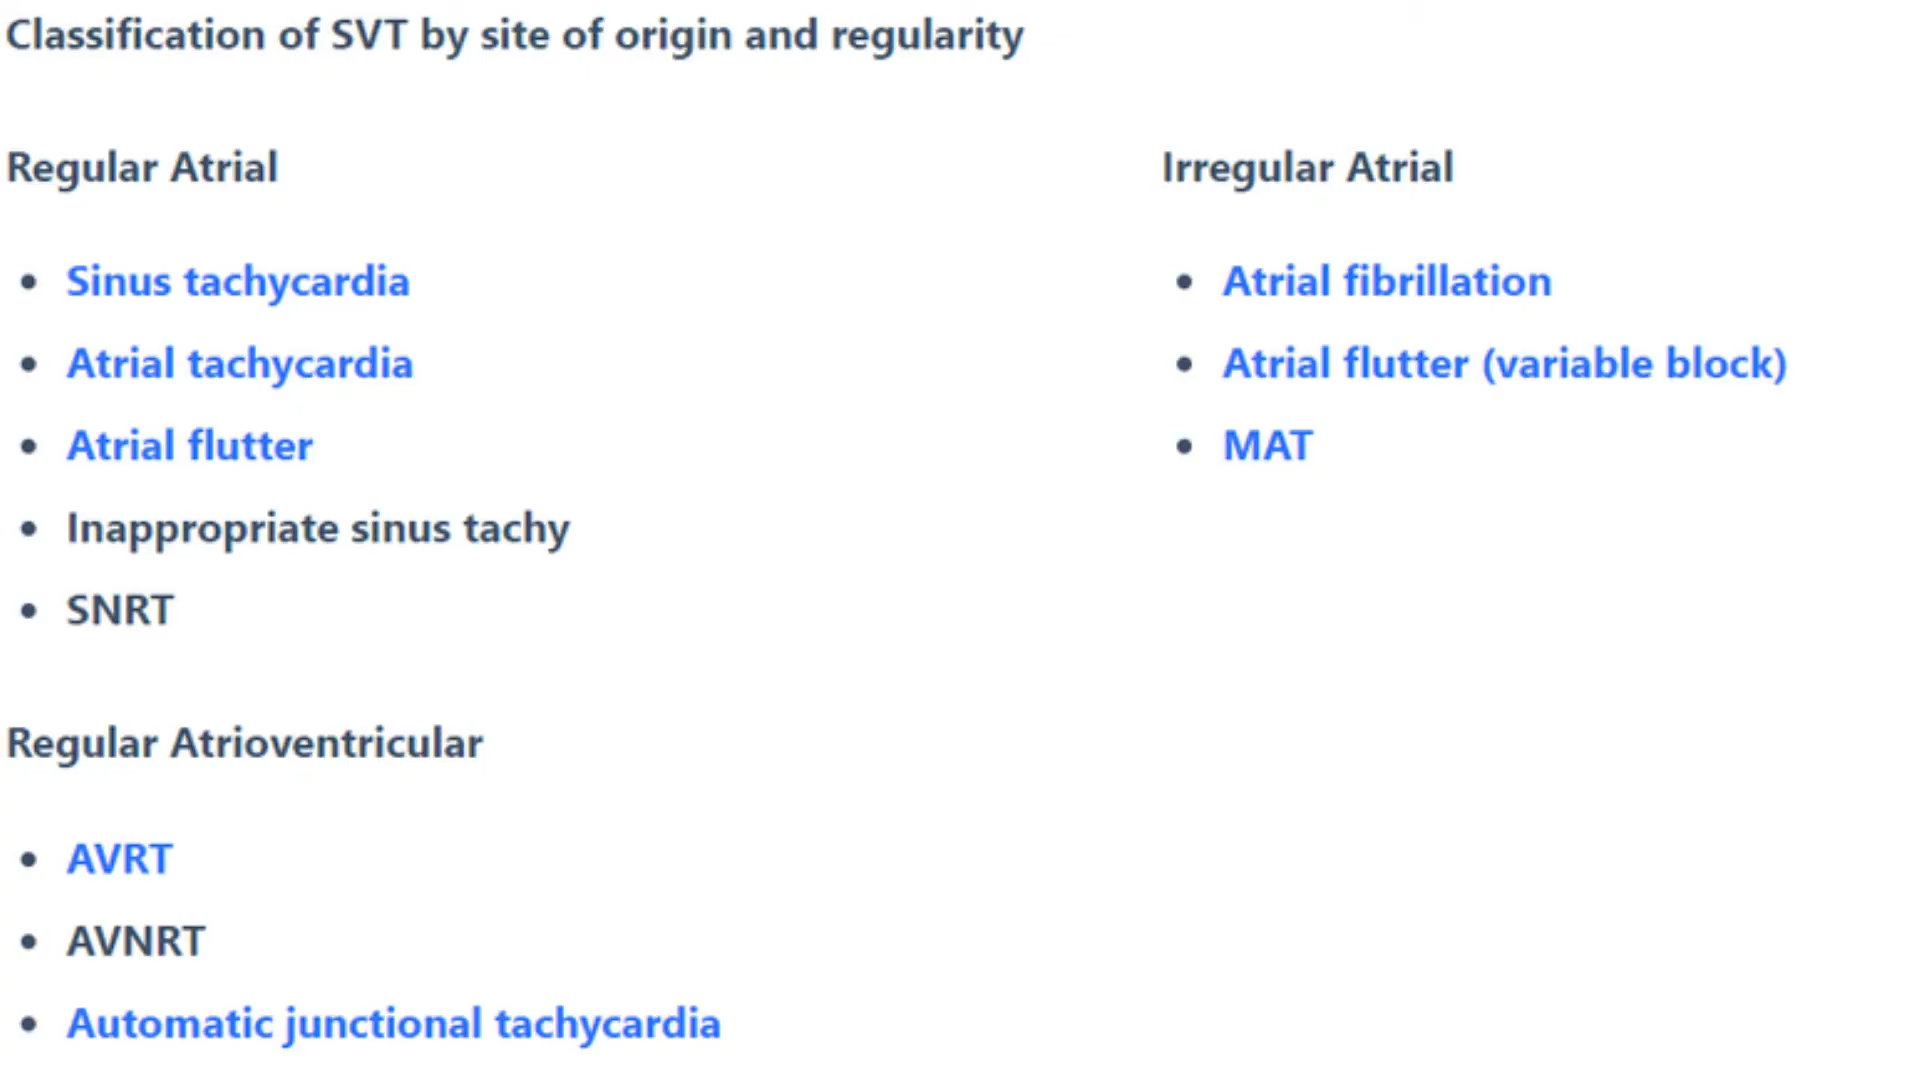 Classification of SVT by site of origin and regularity
Regular Atrial
Sinus tachycardia
Atrial tachycardia
Atrial flutter
Inappropriate sinus tachy
SNRT
Irregular Atrial
Atrial fibrillation
Atrial flutter (variable block)
MAT
Regular Atrioventricular
AVRT
AVNRT
Automatic junctional tachycardia